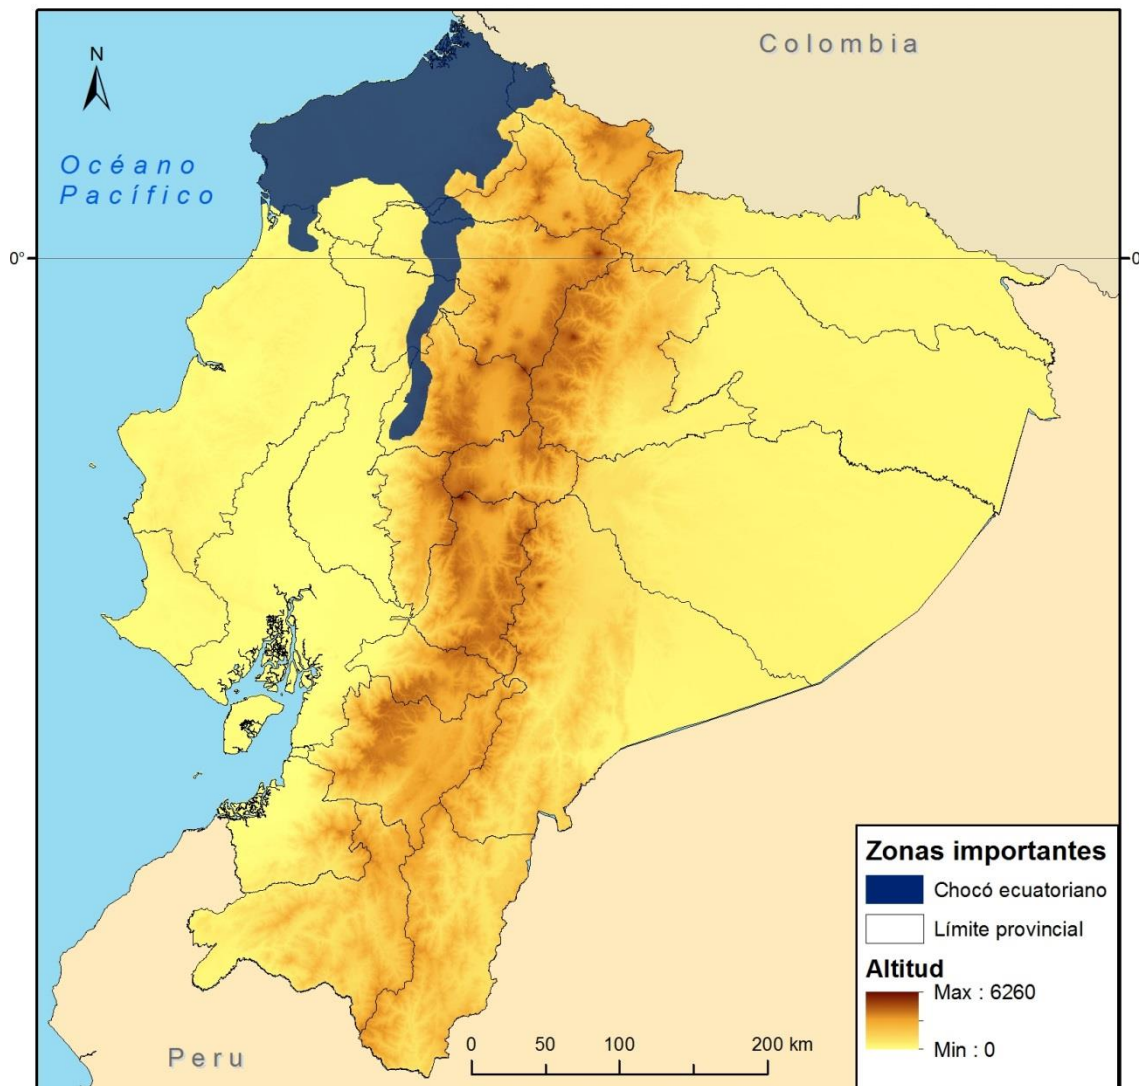 Colombia
N
Océano
Pacífico
0°
0
Zonas importantes
Chocó ecuatoriano
Límite provincial
Altitud
Max : 6260
Min : 0
0 50 100 200 km
Peru